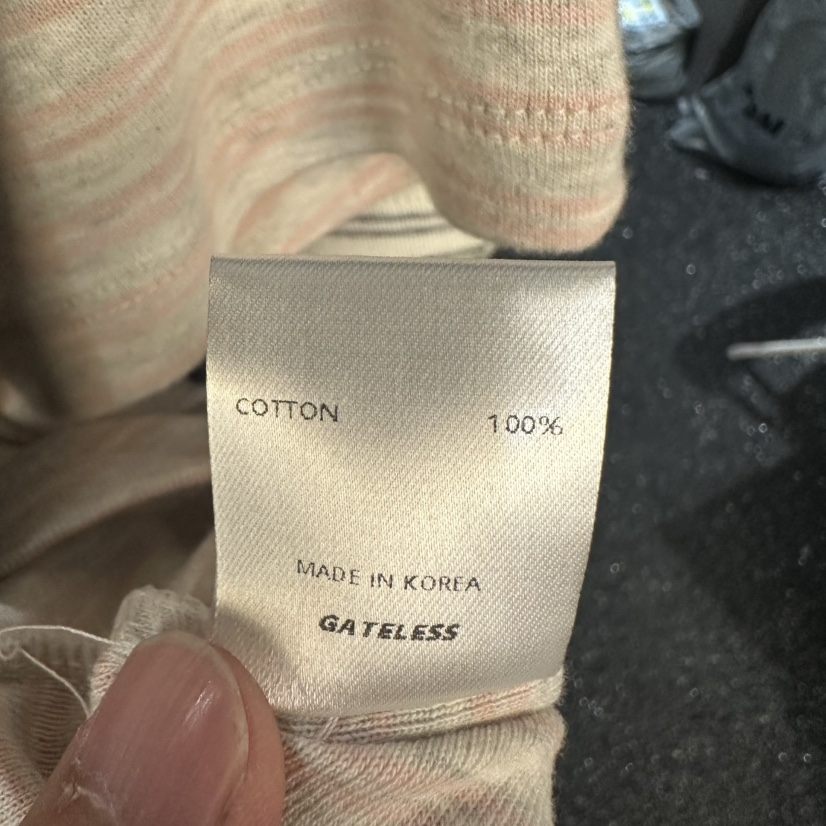 COTTON 100%
MADE IN KOREA
GATELESS